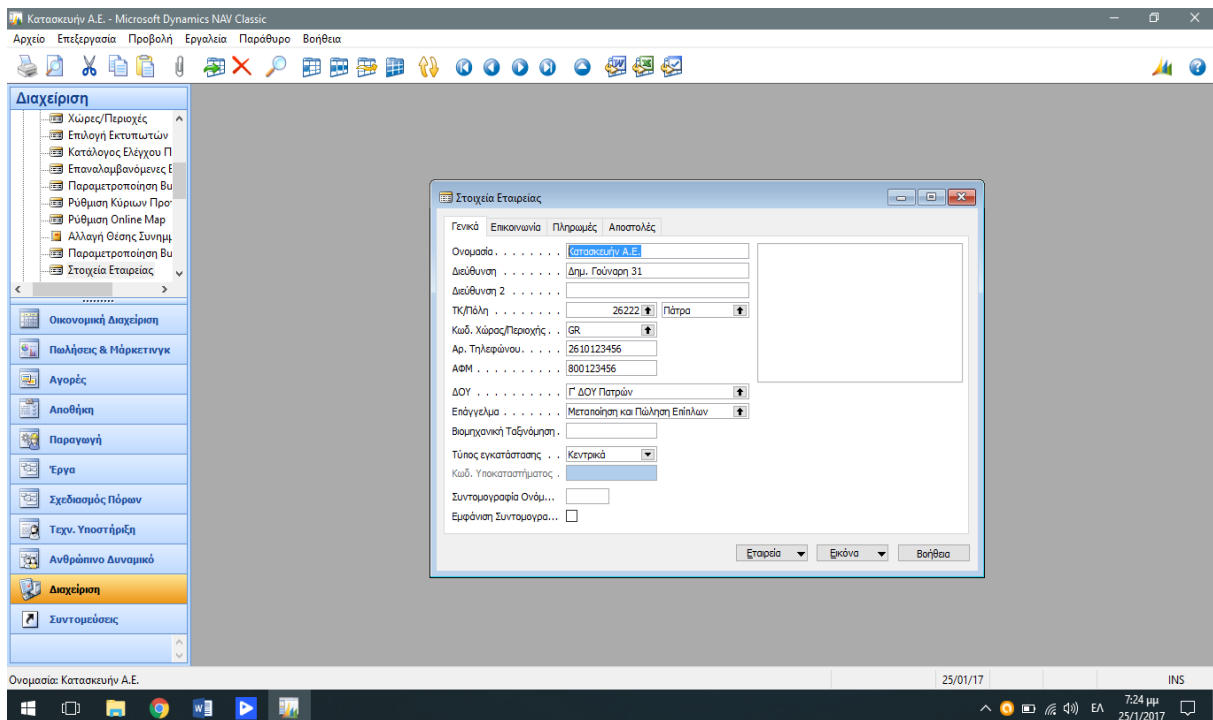 Κατασκευήν Α.Ε. - Microsoft Dynamics NAV Classic
Αρχείο Επεξεργασία Προβολή Εργαλεία Παράθυρο Βοήθεια
Διαχείριση
Χώρες/Περιοχές
Επιλογή Εκτυπωτών
Κατάλογος Ελέγχου Π
Επαναλαμβανόμενες Ε
Παραμετροποίηση Bu
Ρύθμιση Κύριων Προτ
Ρύθμιση Online Map
Αλλαγή Θέσης Συνημμ
Παραμετροποίηση Bu
Στοιχεία Εταιρείας
Οικονομική Διαχείριση
Πωλήσεις & Μάρκετινγκ
Αγορές
Αποθήκη
Παραγωγή
Έργα
Σχεδιασμός Πόρων
Τεχν. Υποστήριξη
Ανθρώπινο Δυναμικό
Διαχείριση
Συντομεύσεις
Στοιχεία Εταιρείας
Γενικά Επικοινωνία Πληρωμές Αποστολές
Ονομασία. . . . . . . . Κατασκευήν Α.Ε.
Διεύθυνση . . . . . . . Δημ. Γούναρη 31
Διεύθυνση 2 . . . . . .
ΤΚ/Πόλη . . . . . . . . 26222 Πάτρα
Κωδ. Χώρας/Περιοχής. . GR
Αρ. Τηλεφώνου. . . . . 2610123456
ΑΦΜ . . . . . . . . . . 800123456
ΔΟΥ . . . . . . . . . . Γ' ΔΟΥ Πατρών
Επάγγελμα . . . . . . . Μεταποίηση και Πώληση Επίπλων
Βιομηχανική Ταξινόμηση .
Τύπος εγκατάστασης . . Κεντρικά
Κωδ. Υποκαταστήματος .
Συντομογραφία Ονόμ...
Εμφάνιση Συντομογρα...
Εταιρεία Εικόνα Βοήθεια
Ονομασία: Κατασκευήν Α.Ε. 25/01/17 INS
ΕΛ 7:24 μμ
25/1/2017